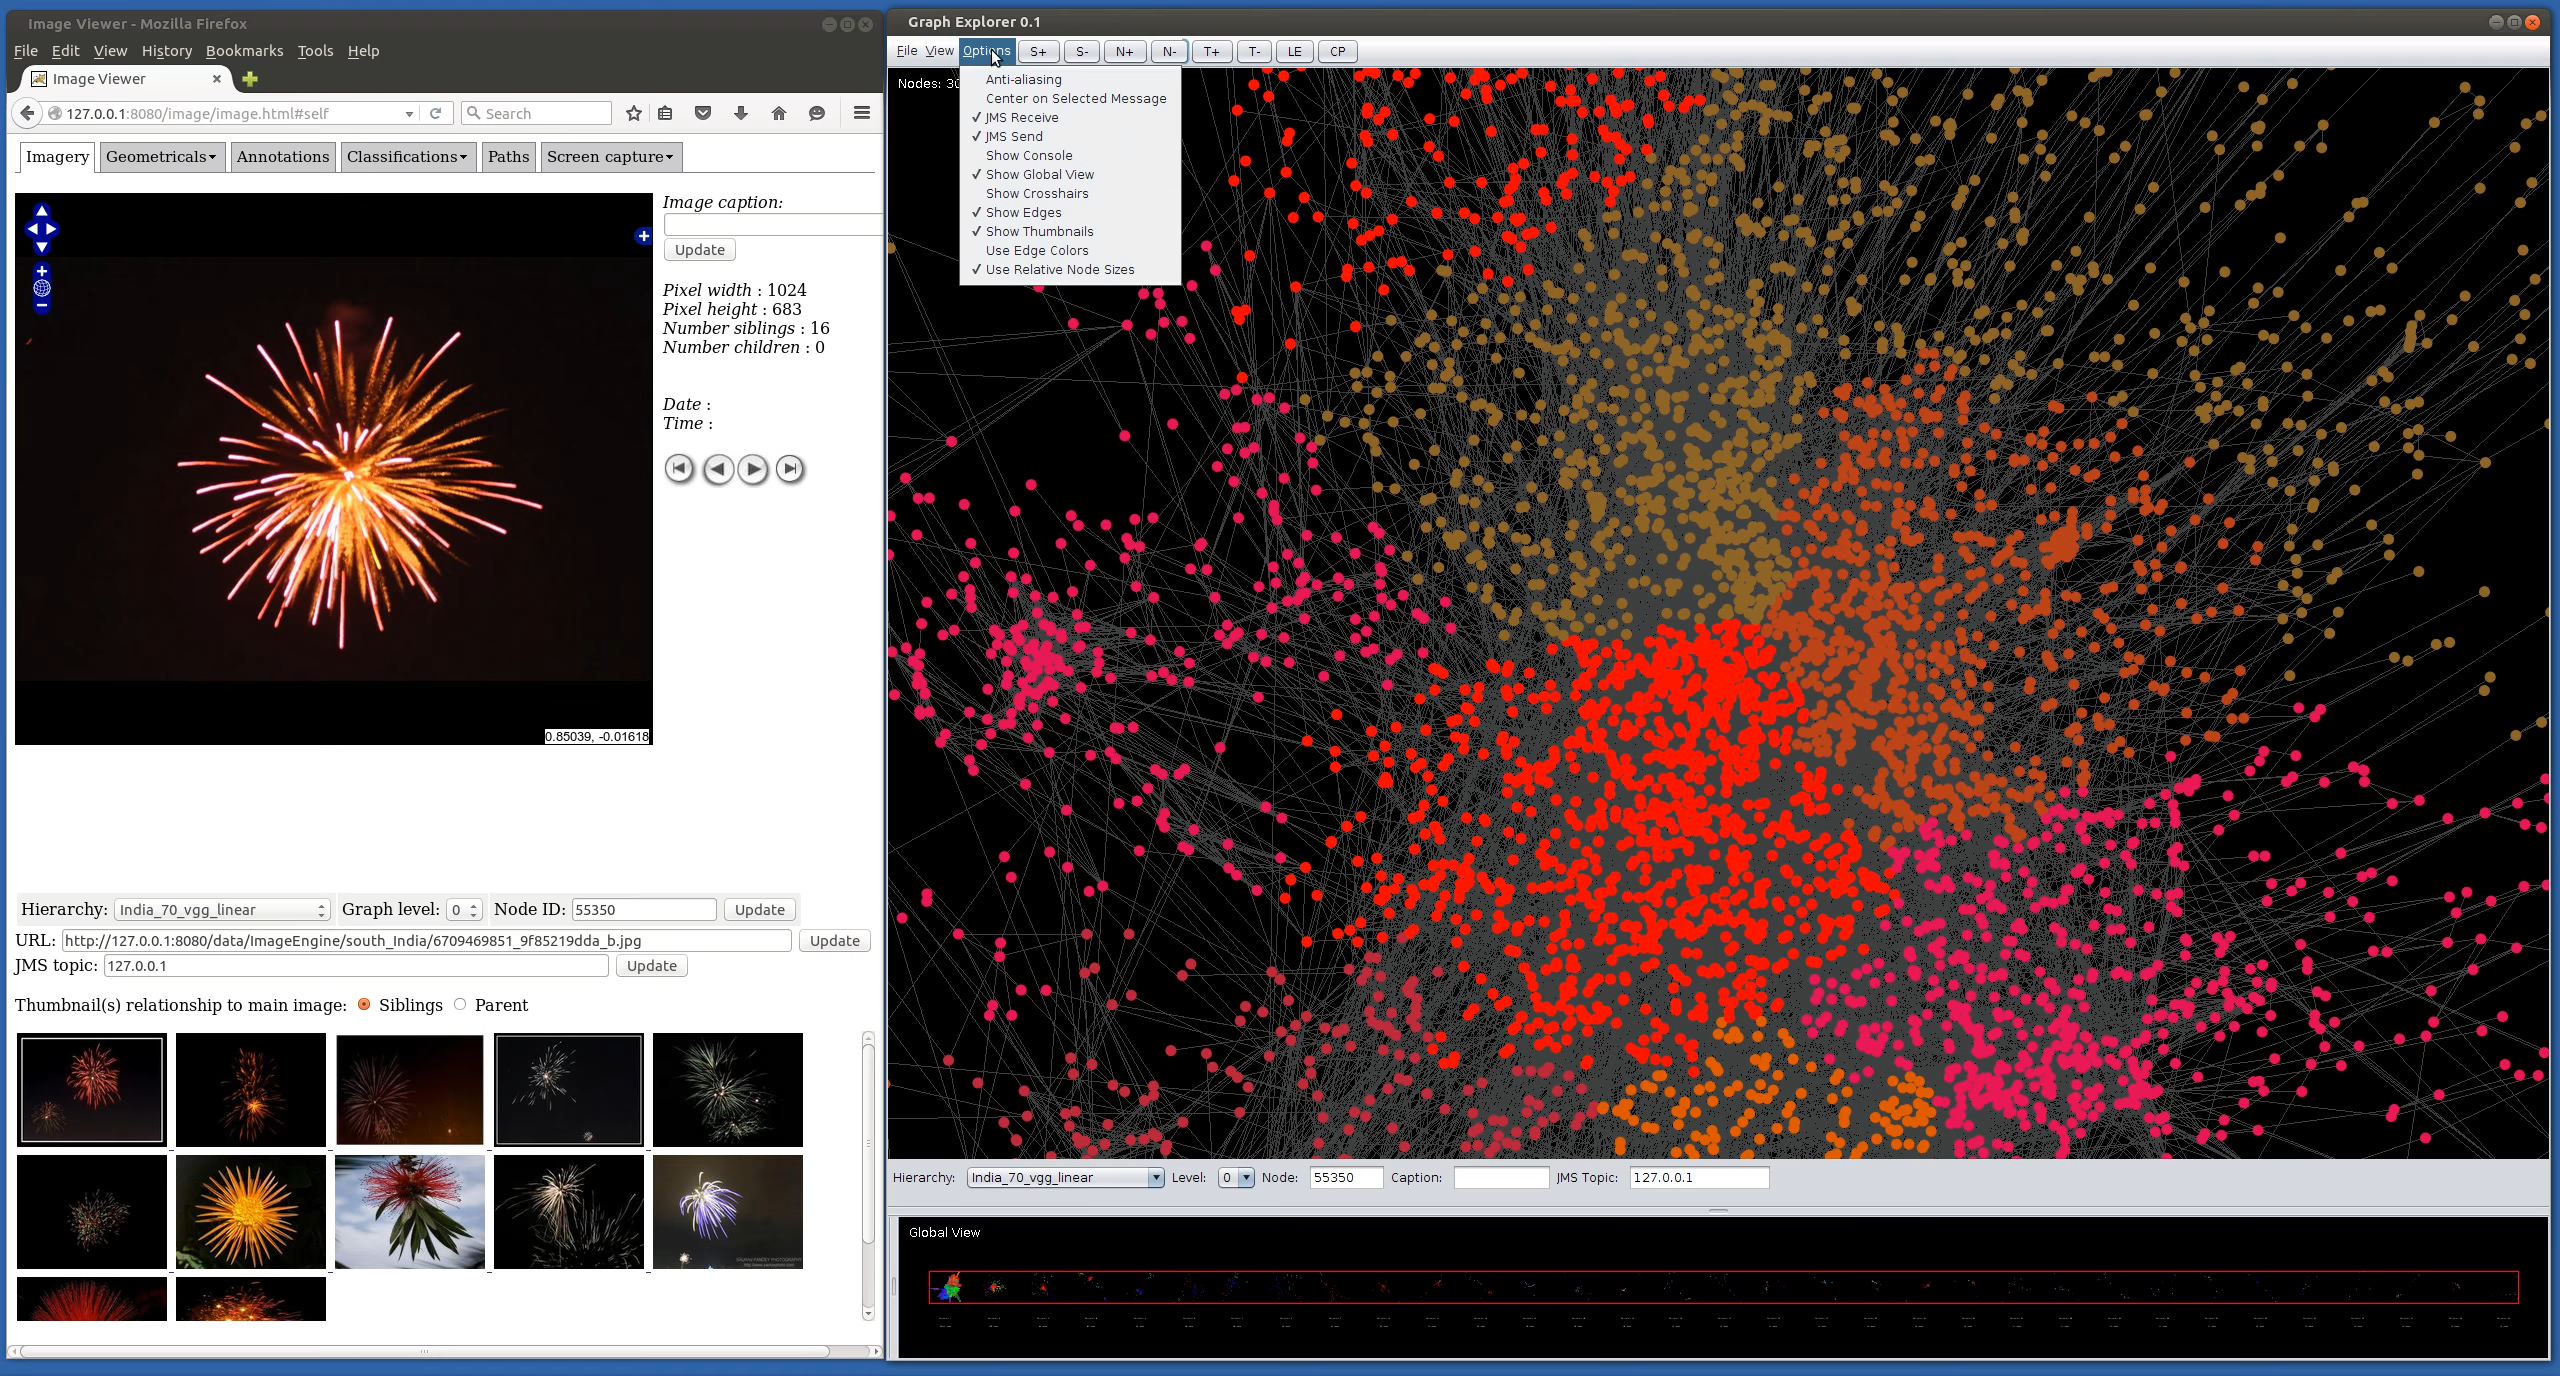 Image Viewer - Mozilla Firefox
File Edit View History Bookmarks Tools Help
Image Viewer
127.0.0.1:8080/image/image.html#self
Search
Imagery Geometricals Annotations Classifications Paths Screen capture
Image caption:
Update
Pixel width : 1024
Pixel height : 683
Number siblings : 16
Number children : 0
Date :
Time :
0.85039, -0.01618
Hierarchy: India_70_vgg_linear Graph level: 0 Node ID: 55350 Update
URL: http://127.0.0.1:8080/data/ImageEngine/south_India/6709469851_9f85219dda_b.jpg Update
JMS topic: 127.0.0.1 Update
Thumbnail(s) relationship to main image: Siblings Parent
Graph Explorer 0.1
File View Options S+ S- N+ N- T+ T- LE CP
Nodes: 30
Anti-aliasing
Center on Selected Message
✓ JMS Receive
✓ JMS Send
Show Console
✓ Show Global View
Show Crosshairs
✓ Show Edges
✓ Show Thumbnails
Use Edge Colors
✓ Use Relative Node Sizes
Hierarchy: India_70_vgg_linear Level: 0 Node: 55350 Caption: JMS Topic: 127.0.0.1
Global View